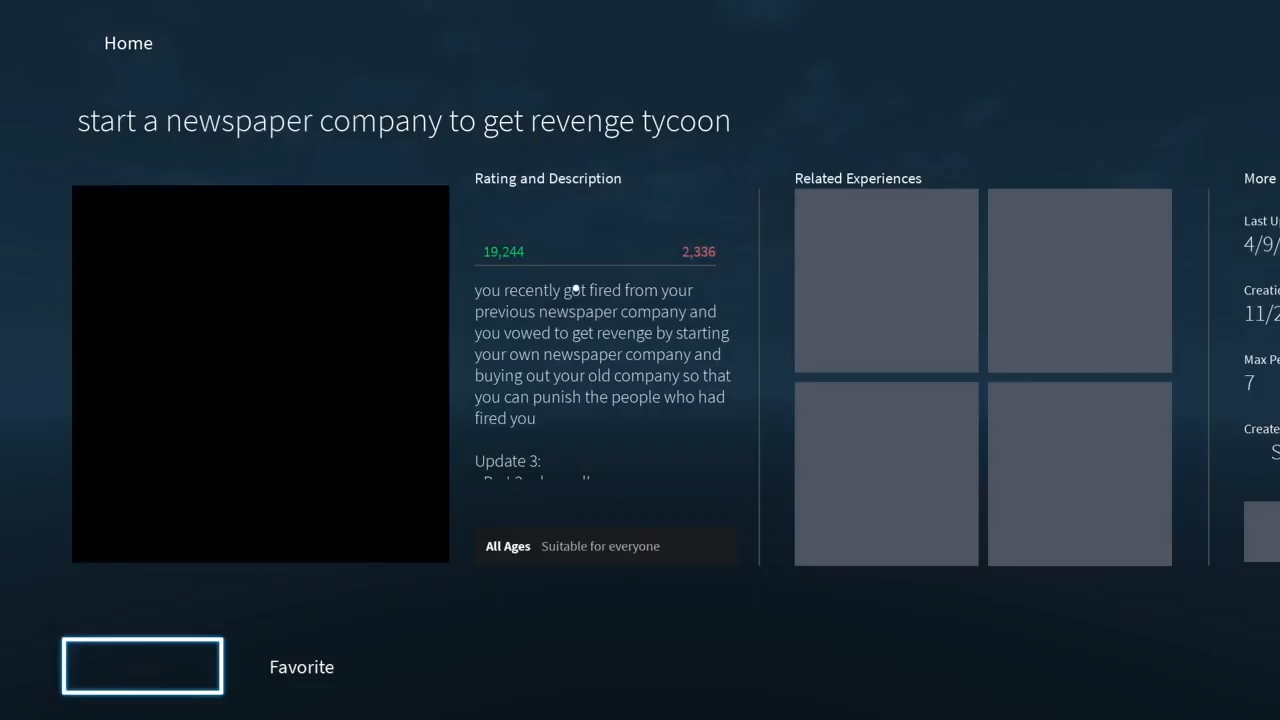 Home
start a newspaper company to get revenge tycoon
Rating and Description
19,244 2,336
you recently got fired from your
previous newspaper company and
you vowed to get revenge by starting
your own newspaper company and
buying out your old company so that
you can punish the people who had
fired you
Update 3:
All Ages Suitable for everyone
Related Experiences
More
Last Up
4/9/
Creatio
11/2
Max Pe
7
Create
S
Favorite